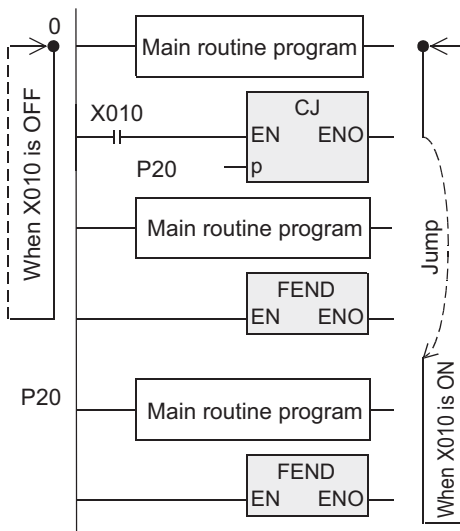 0
Main routine program
When X010 is OFF
X010
CJ
EN ENO
P20
p
Jump
Main routine program
FEND
EN ENO
P20
Main routine program
When X010 is ON
FEND
EN ENO